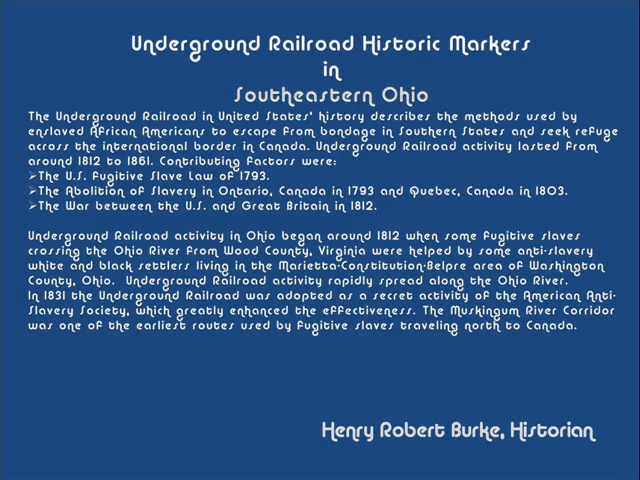 Underground Railroad Historic Markers
in
Southeastern Ohio
The Underground Railroad in United States' history describes the methods used by
enslaved African Americans to escape from bondage in Southern States and seek refuge
across the international border in Canada. Underground Railroad activity lasted from
around 1812 to 1861. Contributing factors were:
➢The U.S. Fugitive Slave Law of 1793.
➢The Abolition of Slavery in Ontario, Canada in 1793 and Quebec, Canada in 1803.
➢The War between the U.S. and Great Britain in 1812.
Underground Railroad activity in Ohio began around 1812 when some fugitive slaves
crossing the Ohio River from Wood County, Virginia were helped by some anti-slavery
white and black settlers living in the Marietta-Constitution-Belpre area of Washington
County, Ohio. Underground Railroad activity rapidly spread along the Ohio River.
In 1831 the Underground Railroad was adopted as a secret activity of the American Anti-
Slavery Society, which greatly enhanced the effectiveness. The Muskingum River Corridor
was one of the earliest routes used by fugitive slaves traveling north to Canada.
Henry Robert Burke, Historian